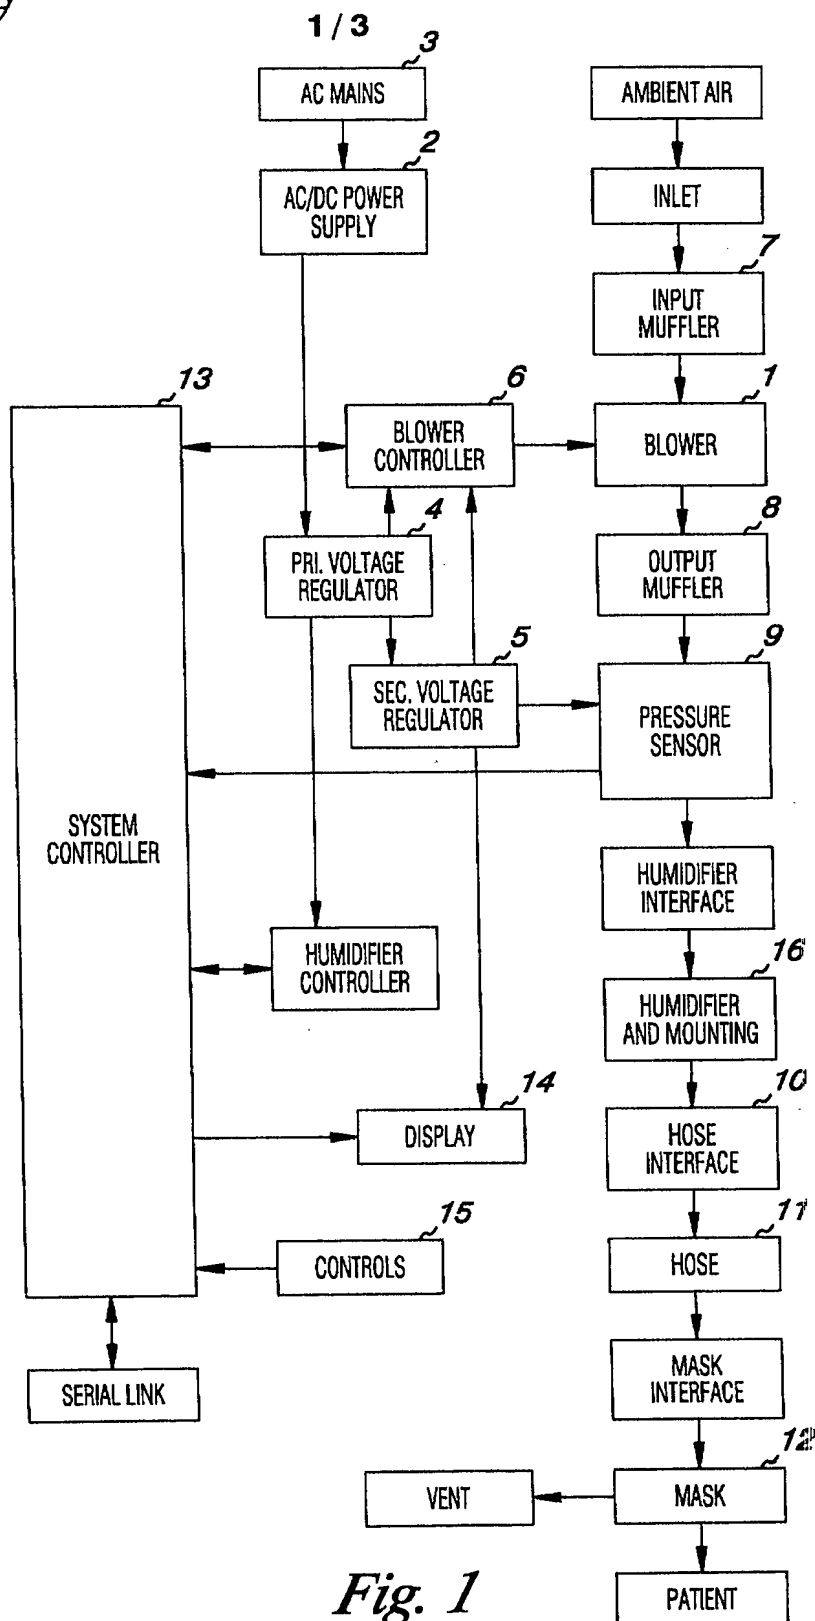 1/3
3
AC MAINS
AMBIENT AIR
2
AC/DC POWER
SUPPLY
INLET
7
INPUT
MUFFLER
13
6
1
BLOWER
CONTROLLER
BLOWER
4
8
PRI. VOLTAGE
REGULATOR
OUTPUT
MUFFLER
5
9
SEC. VOLTAGE
REGULATOR
PRESSURE
SENSOR
SYSTEM
CONTROLLER
HUMIDIFIER
INTERFACE
HUMIDIFIER
CONTROLLER
16
HUMIDIFIER
AND MOUNTING
14
10
DISPLAY
HOSE
INTERFACE
15
11
CONTROLS
HOSE
SERIAL LINK
MASK
INTERFACE
12
VENT
MASK
PATIENT
Fig. 1